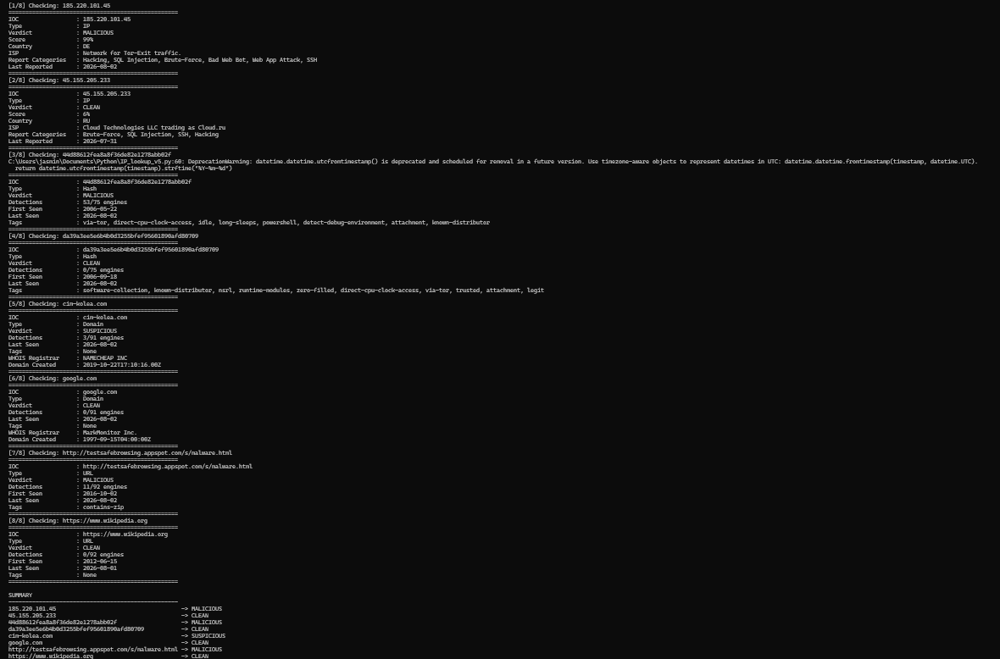 [1/8] Checking: 185.220.101.45
==================================================
IOC : 185.220.101.45
Type : IP
Verdict : MALICIOUS
Score : 99%
Country : DE
ISP : Network for Tor-Exit traffic.
Report Categories : Hacking, SQL Injection, Brute-Force, Bad Web Bot, Web App Attack, SSH
Last Reported : 2026-08-02
==================================================
[2/8] Checking: 45.155.205.233
==================================================
IOC : 45.155.205.233
Type : IP
Verdict : CLEAN
Score : 6%
Country : RU
ISP : Cloud Technologies LLC trading as Cloud.ru
Report Categories : Brute-Force, SQL Injection, SSH, Hacking
Last Reported : 2026-07-31
==================================================
[3/8] Checking: 44d88612fea8a8f36de82e1278abb02f
C:\Users\jasmin\Documents\Python\IP_lookup_v5.py:60: DeprecationWarning: datetime.datetime.utcfromtimestamp() is deprecated and scheduled for removal in a future version. Use timezone-aware objects to represent datetimes in UTC: datetime.datetime.fromtimestamp(timestamp, datetime.UTC).
return datetime.utcfromtimestamp(timestamp).strftime("%Y-%m-%d")
==================================================
IOC : 44d88612fea8a8f36de82e1278abb02f
Type : Hash
Verdict : MALICIOUS
Detections : 53/75 engines
First Seen : 2006-05-22
Last Seen : 2026-08-02
Tags : via-tor, direct-cpu-clock-access, idle, long-sleeps, powershell, detect-debug-environment, attachment, known-distributor
==================================================
[4/8] Checking: da39a3ee5e6b4b0d3255bfef95601890afd80709
==================================================
IOC : da39a3ee5e6b4b0d3255bfef95601890afd80709
Type : Hash
Verdict : CLEAN
Detections : 0/75 engines
First Seen : 2006-09-18
Last Seen : 2026-08-02
Tags : software-collection, known-distributor, nsrl, runtime-modules, zero-filled, direct-cpu-clock-access, via-tor, trusted, attachment, legit
==================================================
[5/8] Checking: cim-kolea.com
==================================================
IOC : cim-kolea.com
Type : Domain
Verdict : SUSPICIOUS
Detections : 3/91 engines
Last Seen : 2026-08-02
Tags : None
WHOIS Registrar : NAMECHEAP INC
Domain Created : 2019-10-22T17:10:16.00Z
==================================================
[6/8] Checking: google.com
==================================================
IOC : google.com
Type : Domain
Verdict : CLEAN
Detections : 0/91 engines
Last Seen : 2026-08-02
Tags : None
WHOIS Registrar : MarkMonitor Inc.
Domain Created : 1997-09-15T04:00:00Z
==================================================
[7/8] Checking: http://testsafebrowsing.appspot.com/s/malware.html
==================================================
IOC : http://testsafebrowsing.appspot.com/s/malware.html
Type : URL
Verdict : MALICIOUS
Detections : 11/92 engines
First Seen : 2016-10-02
Last Seen : 2026-08-02
Tags : contains-zip
==================================================
[8/8] Checking: https://www.wikipedia.org
==================================================
IOC : https://www.wikipedia.org
Type : URL
Verdict : CLEAN
Detections : 0/92 engines
First Seen : 2012-06-15
Last Seen : 2026-08-01
Tags : None
==================================================
SUMMARY
--------------------------------------------------
185.220.101.45 -> MALICIOUS
45.155.205.233 -> CLEAN
44d88612fea8a8f36de82e1278abb02f -> MALICIOUS
da39a3ee5e6b4b0d3255bfef95601890afd80709 -> CLEAN
cim-kolea.com -> SUSPICIOUS
google.com -> CLEAN
http://testsafebrowsing.appspot.com/s/malware.html -> MALICIOUS
https://www.wikipedia.org -> CLEAN